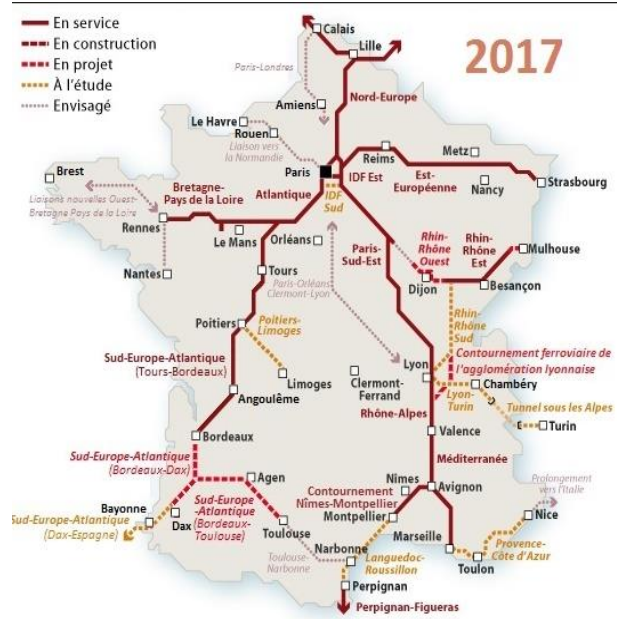 En service
En construction
En projet
À l'étude
Envisagé
2017
Calais
Lille
Paris-Londres
Amiens
Nord-Europe
Le Havre
Rouen
Liaison vers
la Normandie
Reims
Metz
Paris
IDF Est
Est-
Européenne
Nancy
Strasbourg
Brest
Liaisons nouvelles Ouest-
Bretagne Pays de la Loire
Bretagne-
Pays de la Loire
Atlantique
IDF
Sud
Rennes
Le Mans
Orléans
Paris-
Sud-Est
Rhin-
Rhône
Ouest
Rhin-
Rhône
Est
Mulhouse
Nantes
Tours
Paris-Orléans
Clermont-Lyon
Dijon
Besançon
Poitiers
Poitiers-
Limoges
Rhin-
Rhône
Sud
Sud-Europe-Atlantique
(Tours-Bordeaux)
Limoges
Clermont-
Ferrand
Lyon
Contournement ferroviaire de
l'agglomération lyonnaise
Angoulême
Rhône-Alpes
Lyon-
Turin
Chambéry
Tunnel sous les Alpes
Turin
Bordeaux
Valence
Sud-Europe-Atlantique
(Bordeaux-Dax)
Agen
Méditerranée
Nîmes
Avignon
Prolongement
vers l'Italie
Contournement
Nîmes-Montpellier
Bayonne
Sud-Europe-Atlantique
(Dax-Espagne)
Dax
Sud-Europe
-Atlantique
(Bordeaux-
Toulouse)
Toulouse
Montpellier
Marseille
Nice
Toulouse-
Narbonne
Narbonne
Languedoc-
Roussillon
Toulon
Provence-
Côte d'Azur
Perpignan
Perpignan-Figueras